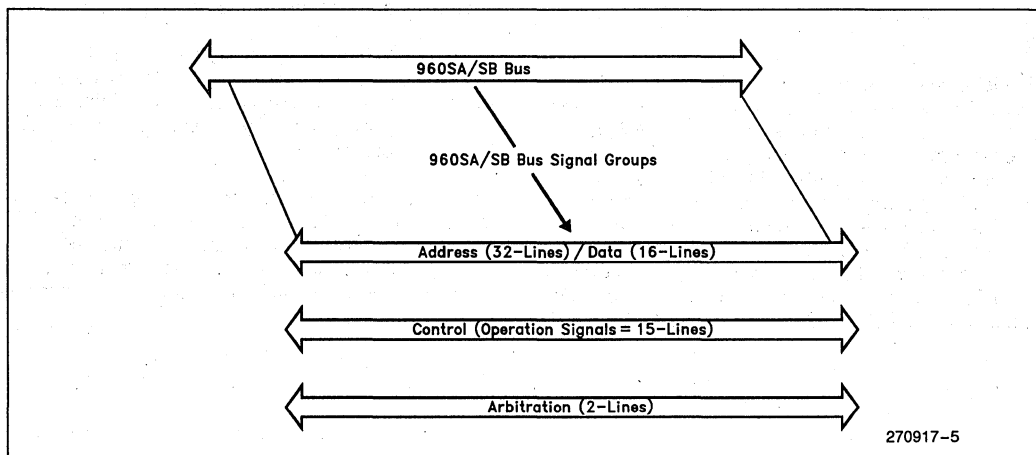 960SA/SB Bus
960SA/SB Bus Signal Groups
Address (32-Lines) / Data (16-Lines)
Control (Operation Signals = 15-Lines)
Arbitration (2-Lines)
270917-5